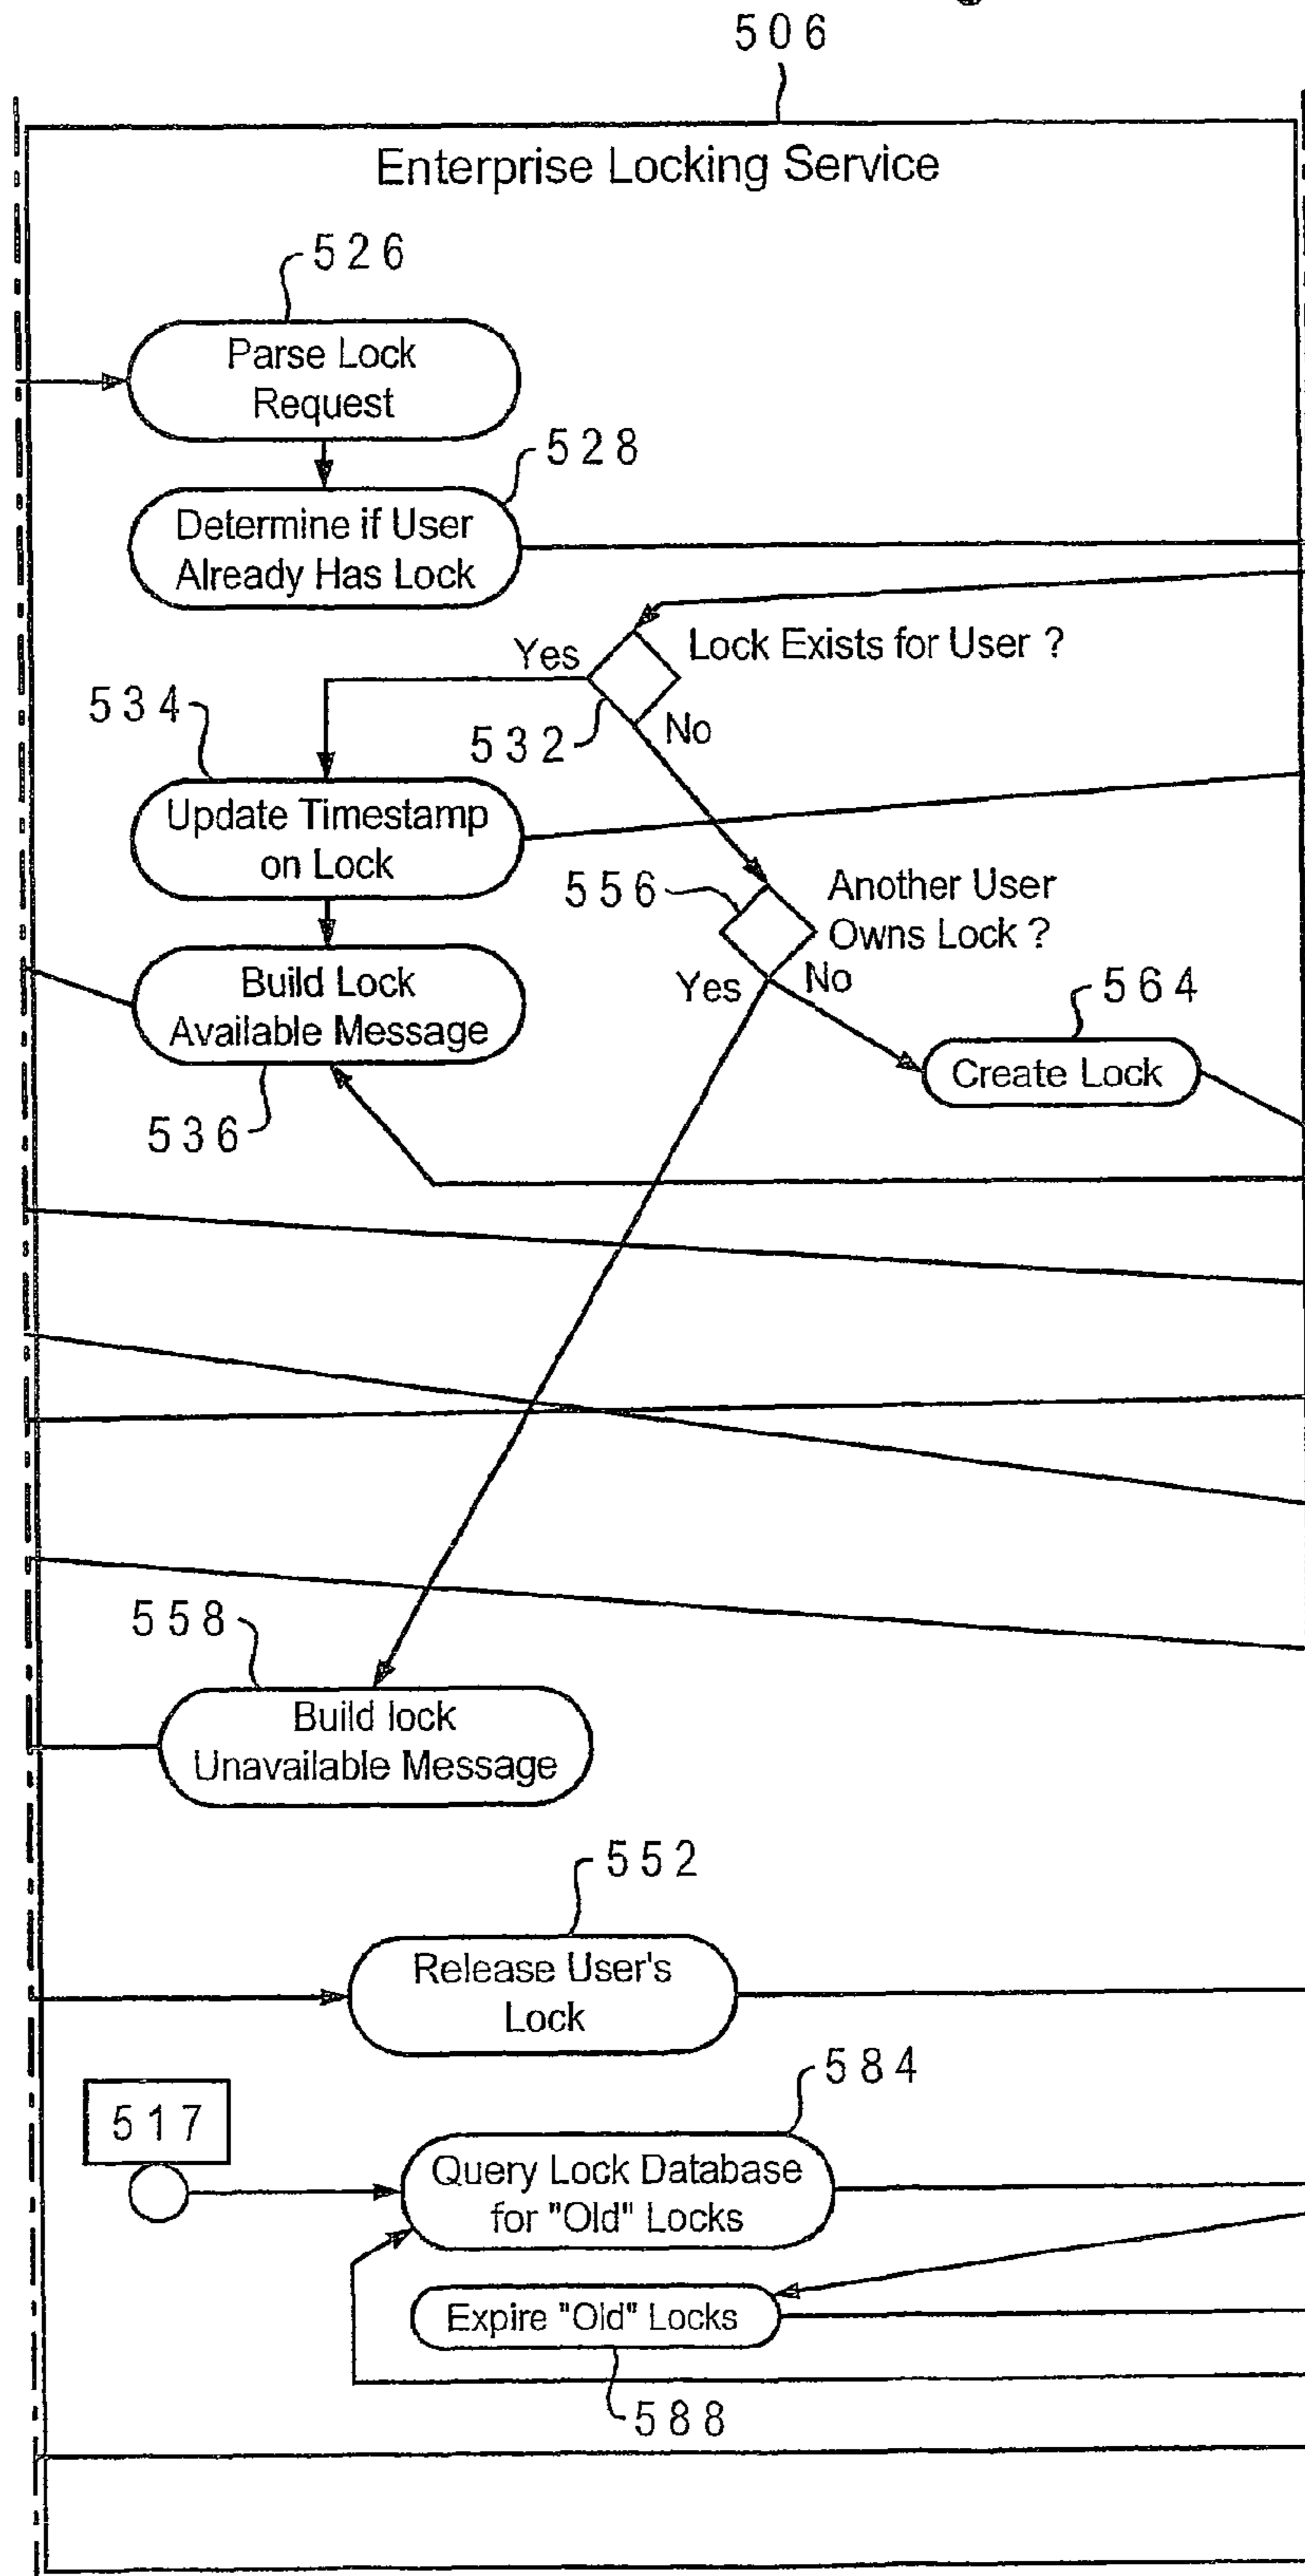 506
Enterprise Locking Service
526
Parse Lock
Request
528
Determine if User
Already Has Lock
Yes
Lock Exists for User ?
534
532
No
Update Timestamp
on Lock
556
Another User
Owns Lock ?
Build Lock
Available Message
Yes
No
564
Create Lock
536
558
Build lock
Unavailable Message
552
Release User's
Lock
584
517
Query Lock Database
for "Old" Locks
Expire "Old" Locks
588